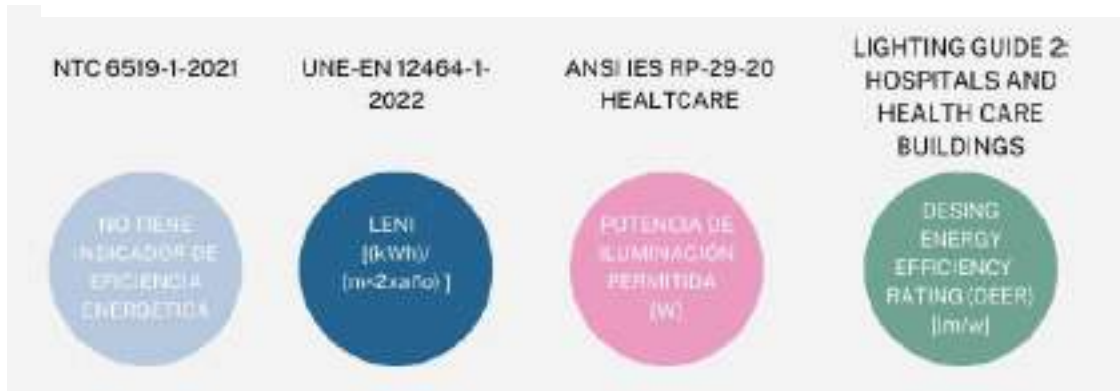 NTC 6519-1-2021
NO TIENE
INDICADOR DE
EFICIENCIA
ENERGETICA
UNE-EN 12464-1-
2022
LENI
[(kWh)/
(m^2xaño) ]
ANSI IES RP-29-20
HEALTCARE
POTENCIA DE
ILUMINACIÓN
PERMITIDA
(W)
LIGHTING GUIDE 2:
HOSPITALS AND
HEALTH CARE
BUILDINGS
DESING
ENERGY
EFFICIENCY
RATING (DEER)
[lm/w]